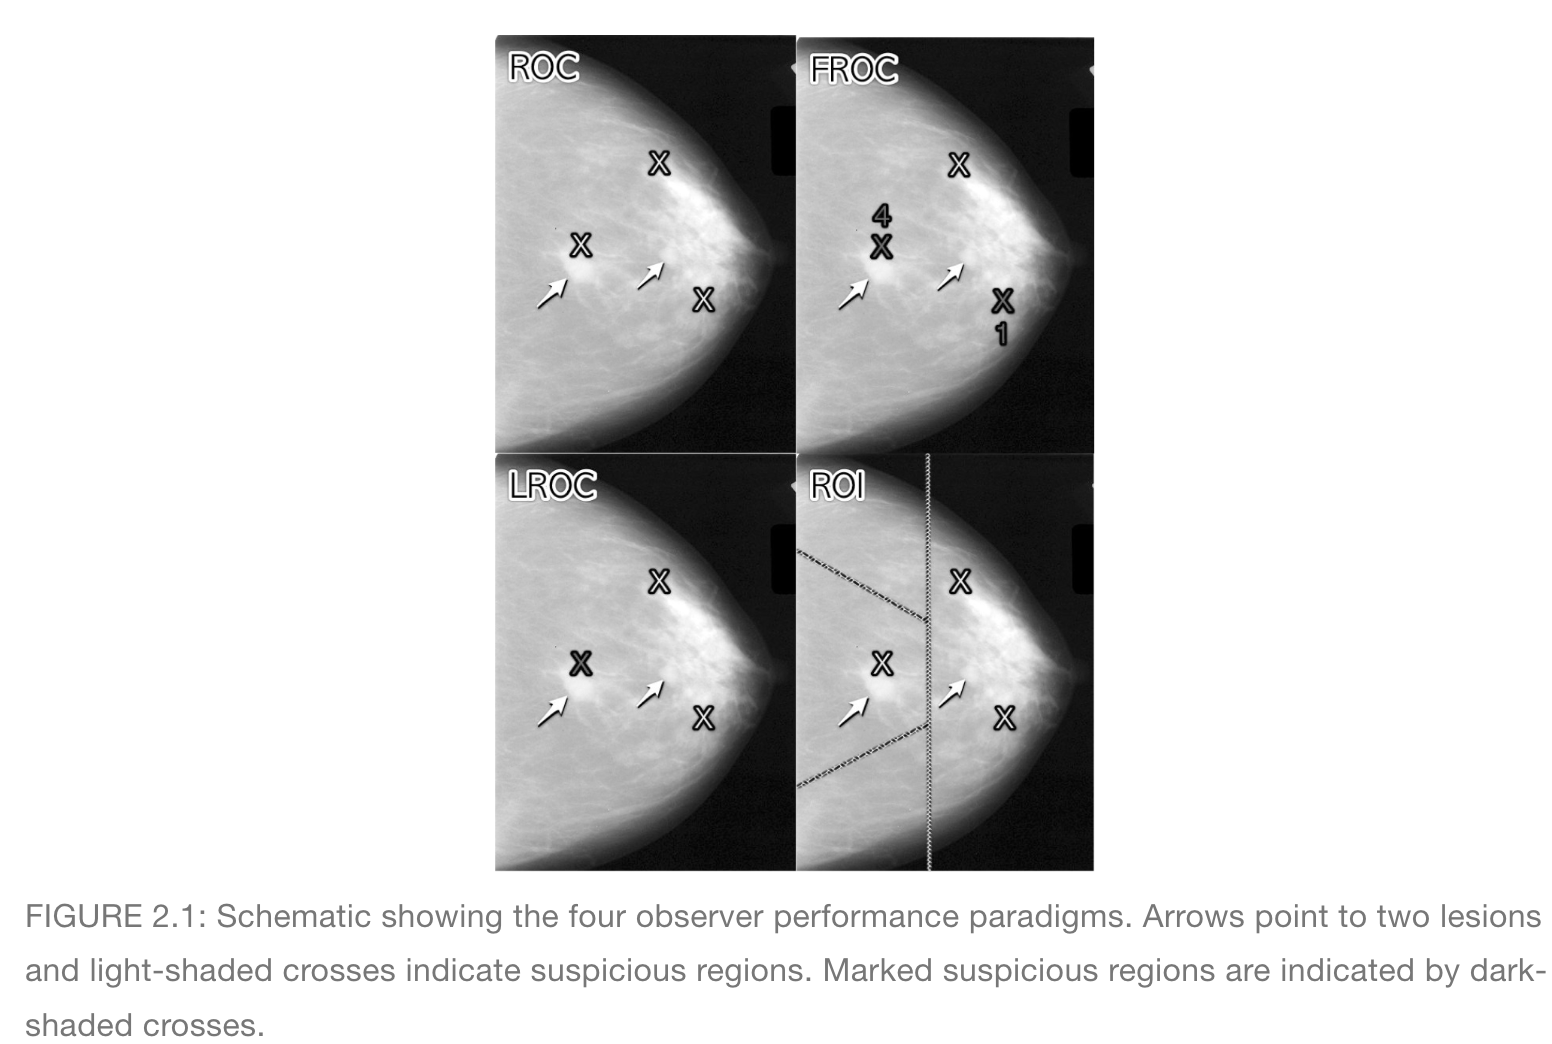 ROC
FROC
X
X
4
X
X
X
X
1
LROC
ROI
X
X
X
X
X
X
FIGURE 2.1: Schematic showing the four observer performance paradigms. Arrows point to two lesions
and light-shaded crosses indicate suspicious regions. Marked suspicious regions are indicated by dark-
shaded crosses.